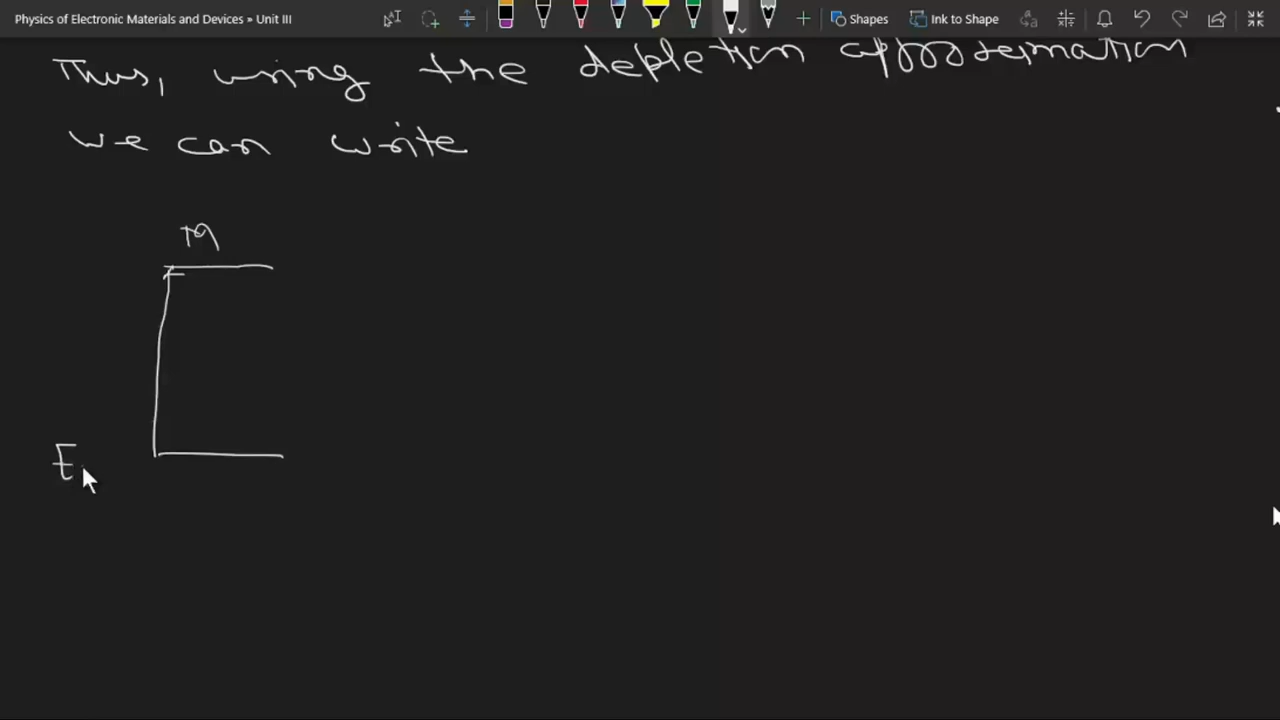 Physics of Electronic Materials and Devices » Unit III
Shapes
Ink to Shape
Thus, using the depletion approximation
we can write
M
E